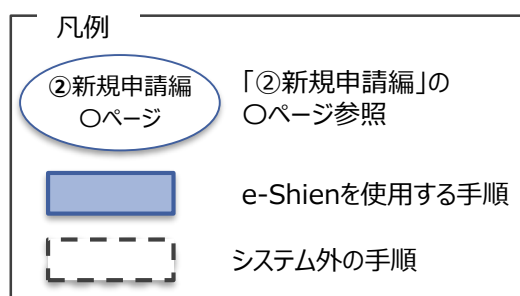 凡例
②新規申請編
〇ページ
「②新規申請編」の
〇ページ参照
e-Shienを使用する手順
システム外の手順